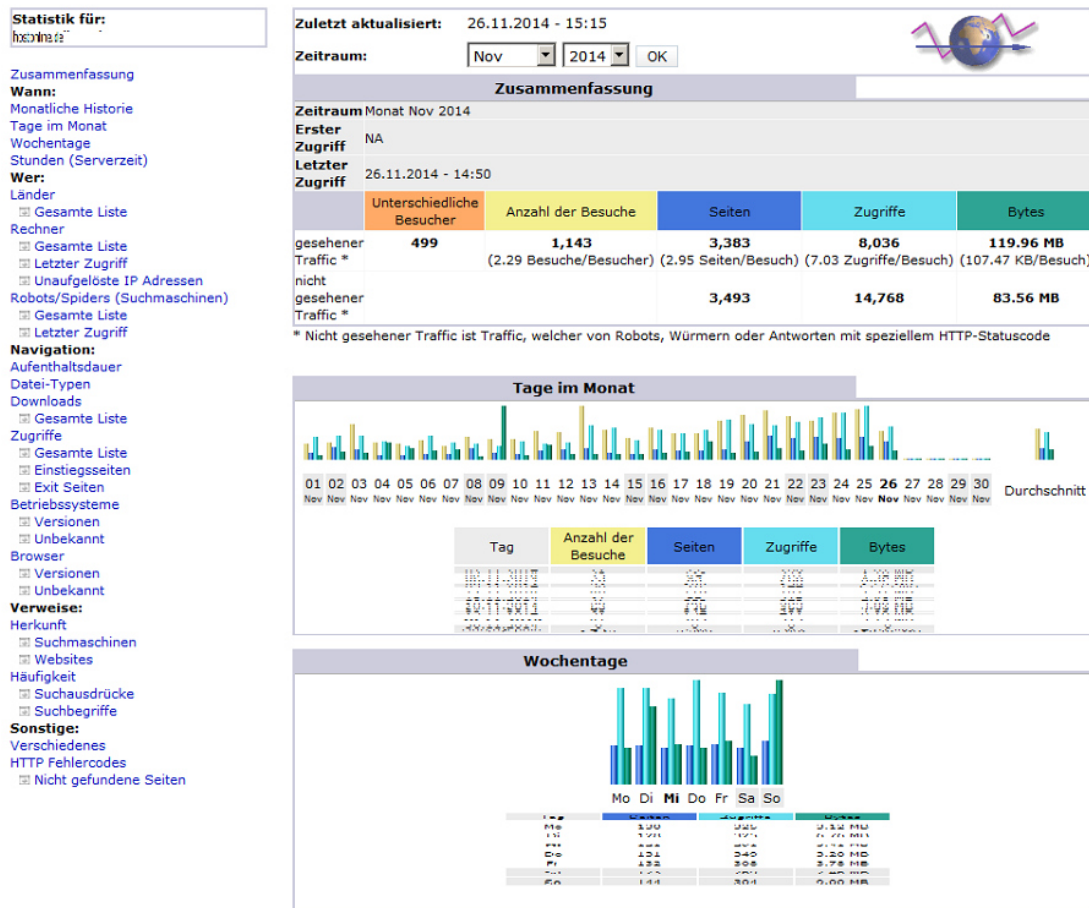 Statistik für:
Zusammenfassung
Wann:
Monatliche Historie
Tage im Monat
Wochentage
Stunden (Serverzeit)
Wer:
Länder
Gesamte Liste
Rechner
Gesamte Liste
Letzter Zugriff
Unaufgelöste IP Adressen
Robots/Spiders (Suchmaschinen)
Gesamte Liste
Letzter Zugriff
Navigation:
Aufenthaltsdauer
Datei-Typen
Downloads
Gesamte Liste
Zugriffe
Gesamte Liste
Einstiegsseiten
Exit Seiten
Betriebssysteme
Versionen
Unbekannt
Browser
Versionen
Unbekannt
Verweise:
Herkunft
Suchmaschinen
Websites
Häufigkeit
Suchausdrücke
Suchbegriffe
Sonstige:
Verschiedenes
HTTP Fehlercodes
Nicht gefundene Seiten
Zuletzt aktualisiert: 26.11.2014 - 15:15
Zeitraum: Nov 2014 OK
Zusammenfassung
Zeitraum Monat Nov 2014
Erster Zugriff NA
Letzter Zugriff 26.11.2014 - 14:50
Unterschiedliche Besucher Anzahl der Besuche Seiten Zugriffe Bytes
gesehener Traffic * 499 1,143 3,383 8,036 119.96 MB
(2.29 Besuche/Besucher) (2.95 Seiten/Besuch) (7.03 Zugriffe/Besuch) (107.47 KB/Besuch)
nicht gesehener Traffic * 3,493 14,768 83.56 MB
* Nicht gesehener Traffic ist Traffic, welcher von Robots, Würmern oder Antworten mit speziellem HTTP-Statuscode
Tage im Monat
01 02 03 04 05 06 07 08 09 10 11 12 13 14 15 16 17 18 19 20 21 22 23 24 25 26 27 28 29 30
Nov Nov Nov Nov Nov Nov Nov Nov Nov Nov Nov Nov Nov Nov Nov Nov Nov Nov Nov Nov Nov Nov Nov Nov Nov Nov Nov Nov Nov Nov
Durchschnitt
Tag Anzahl der Besuche Seiten Zugriffe Bytes
Wochentage
Mo Di Mi Do Fr Sa So